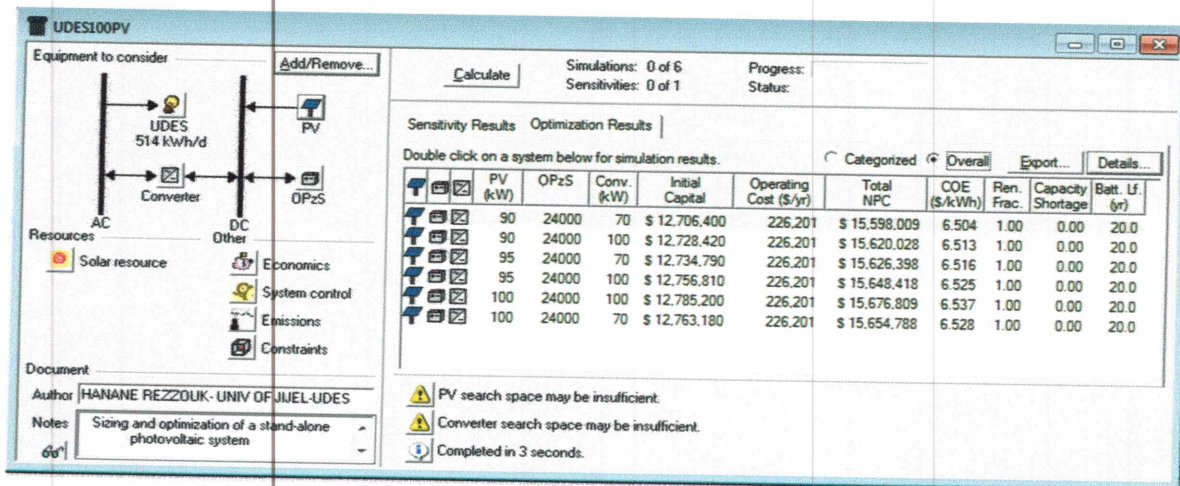 UDES100PV
Equipment to consider
Add/Remove...
UDES
514 kWh/d
PV
Converter
OPzS
AC
DC
Resources
Other
Solar resource
Economics
System control
Emissions
Constraints
Document
Author HANANE REZZOUK- UNIV OF JIJEL-UDES
Notes Sizing and optimization of a stand-alone
photovoltaic system
Calculate
Simulations: 0 of 6
Sensitivities: 0 of 1
Progress:
Status:
Sensitivity Results Optimization Results
Double click on a system below for simulation results.
Categorized Overall Export... Details...
PV (kW) OPzS Conv. (kW) Initial Capital Operating Cost ($/yr) Total NPC COE ($/kWh) Ren. Frac. Capacity Shortage Batt. Lf. (yr)
90 24000 70 $ 12,706,400 226,201 $ 15,598,009 6.504 1.00 0.00 20.0
90 24000 100 $ 12,728,420 226,201 $ 15,620,028 6.513 1.00 0.00 20.0
95 24000 70 $ 12,734,790 226,201 $ 15,626,398 6.516 1.00 0.00 20.0
95 24000 100 $ 12,756,810 226,201 $ 15,648,418 6.525 1.00 0.00 20.0
100 24000 100 $ 12,785,200 226,201 $ 15,676,809 6.537 1.00 0.00 20.0
100 24000 70 $ 12,763,180 226,201 $ 15,654,788 6.528 1.00 0.00 20.0
PV search space may be insufficient.
Converter search space may be insufficient.
Completed in 3 seconds.